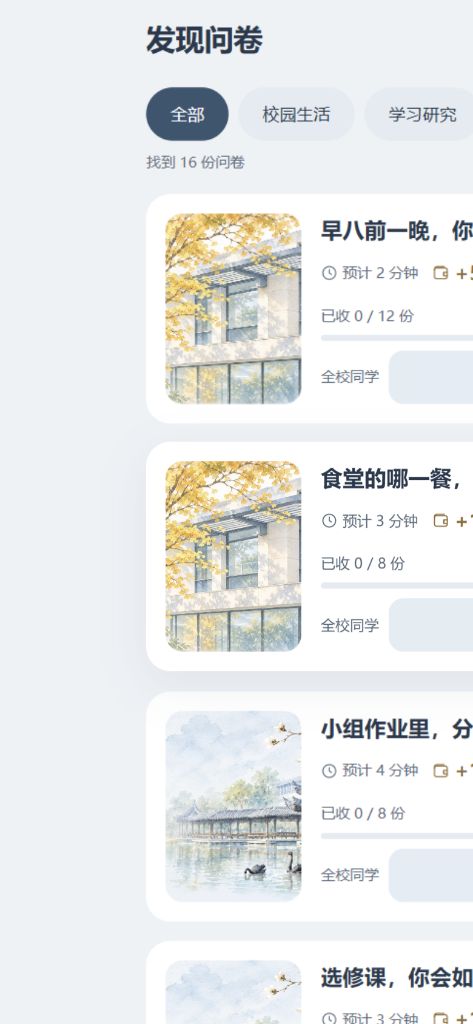 发现问卷
全部 校园生活 学习研究
找到 16 份问卷
早八前一晚，你
预计 2 分钟 +5
已收 0 / 12 份
全校同学
食堂的哪一餐，
预计 3 分钟 +
已收 0 / 8 份
全校同学
小组作业里，分
预计 4 分钟 +
已收 0 / 8 份
全校同学
选修课，你会如
预计 3 分钟 +